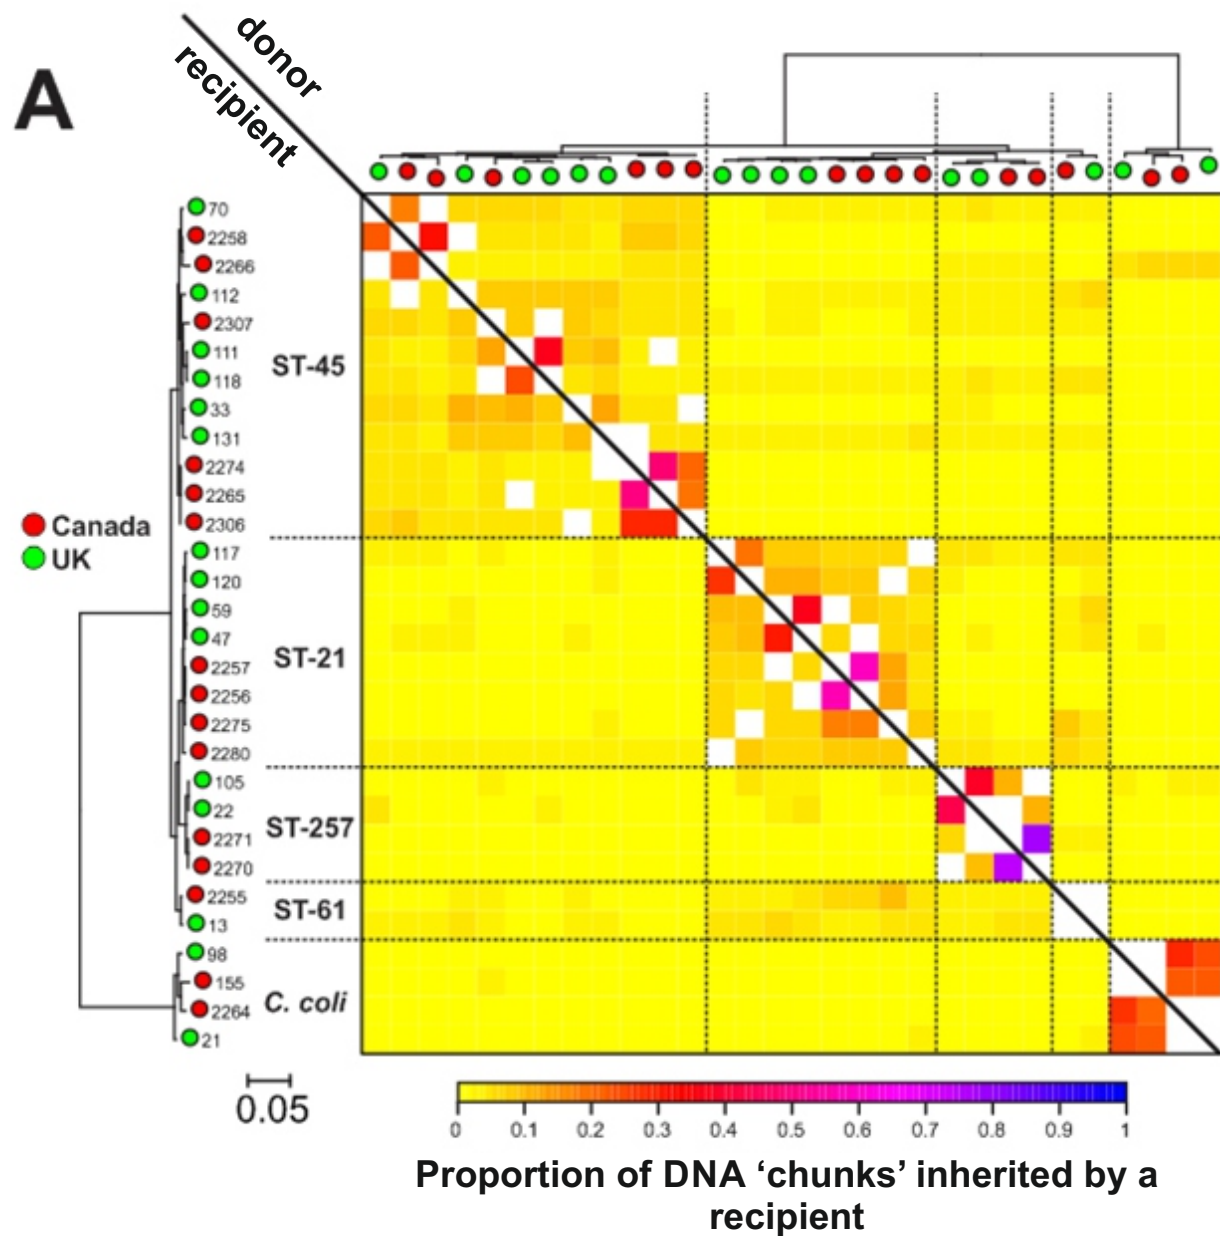 A
donor
recipient
70
2258
2266
112
2307
111
118
33
131
2274
2265
2306
117
120
59
47
2257
2256
2275
2280
105
22
2271
2270
2255
13
98
155
2264
21
ST-45
ST-21
ST-257
ST-61
C. coli
Canada
UK
0.05
0 0.1 0.2 0.3 0.4 0.5 0.6 0.7 0.8 0.9 1
Proportion of DNA ‘chunks’ inherited by a
recipient